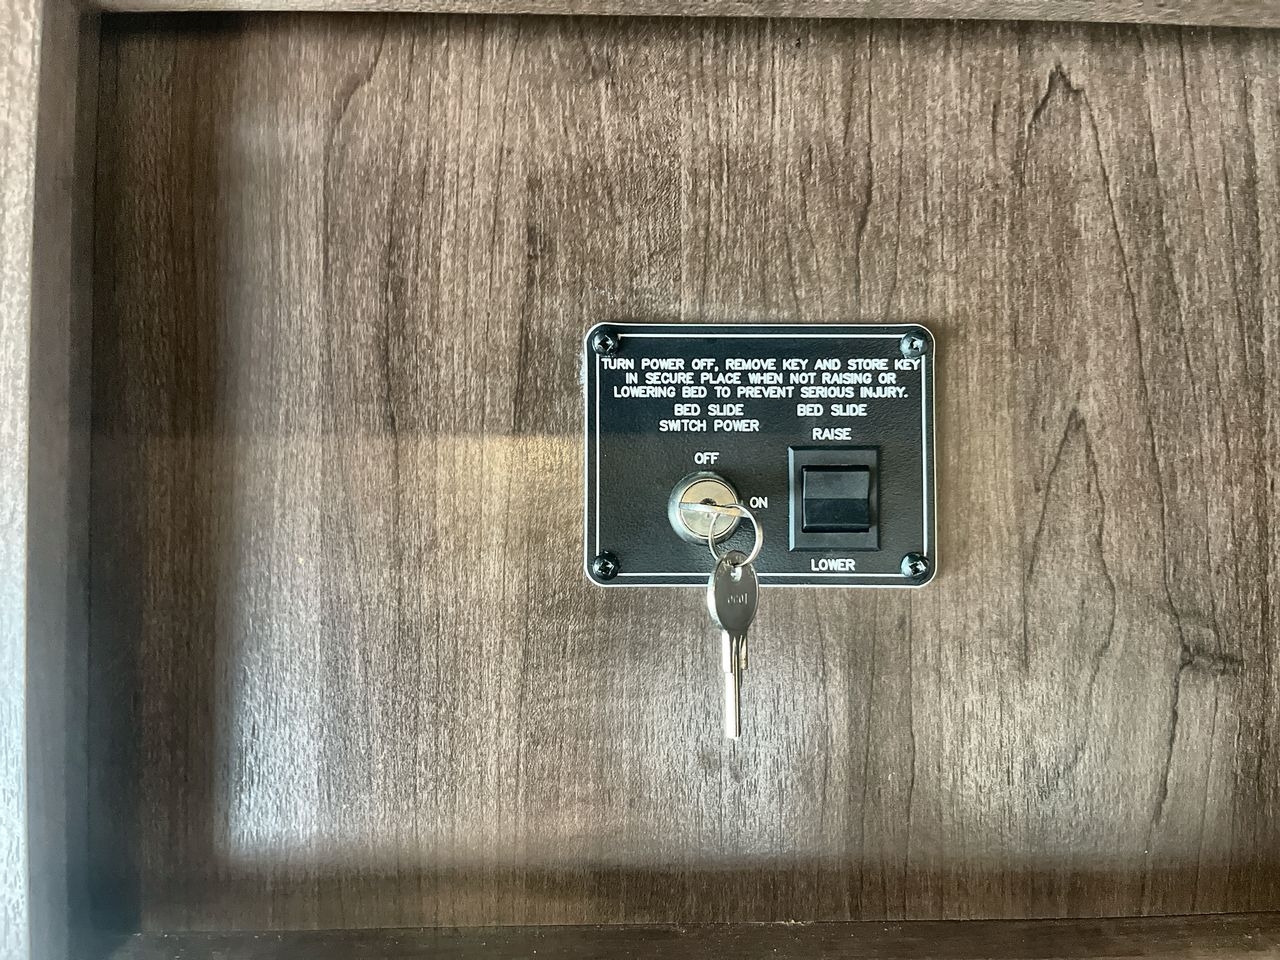 TURN POWER OFF, REMOVE KEY AND STORE KEY
IN SECURE PLACE WHEN NOT RAISING OR
LOWERING BED TO PREVENT SERIOUS INJURY.
BED SLIDE
SWITCH POWER
BED SLIDE
RAISE
OFF
ON
LOWER